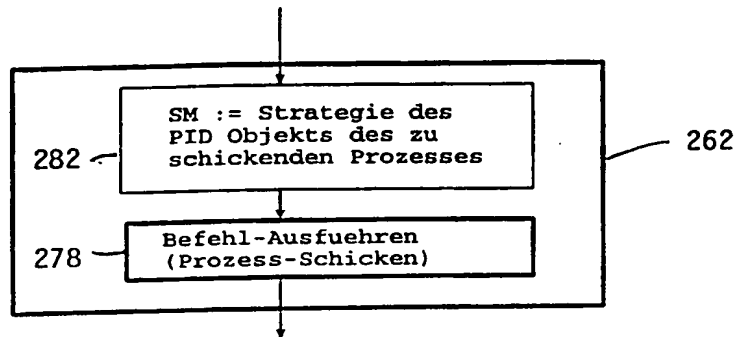 SM := Strategie des
PID Objekts des zu
schickenden Prozesses
282
262
Befehl-Ausfuehren
(Prozess-Schicken)
278